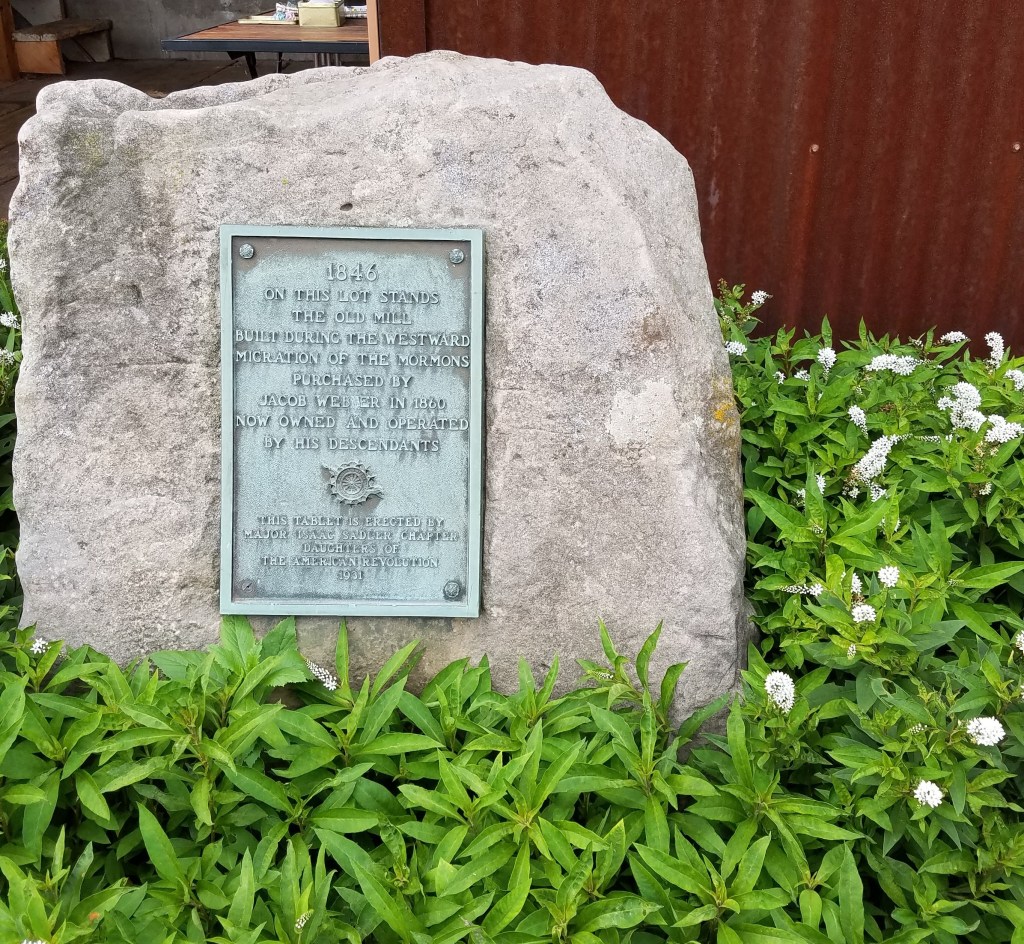 1846
ON THIS LOT STANDS
THE OLD MILL
BUILT DURING THE WESTWARD
MIGRATION OF THE MORMONS
PURCHASED BY
JACOB WEBER IN 1860
NOW OWNED AND OPERATED
BY HIS DESCENDANTS
THIS TABLET IS ERECTED BY
MAJOR ISAAC SADLER CHAPTER
DAUGHTERS OF
THE AMERICAN REVOLUTION
1931